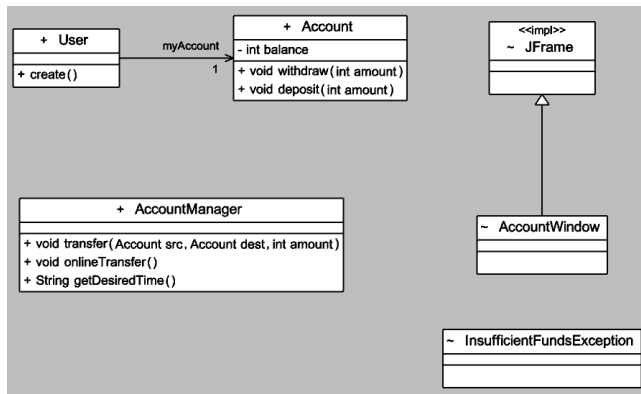 + User
+ create()
myAccount
1
+ Account
- int balance
+ void withdraw(int amount)
+ void deposit(int amount)
<<impl>>
~ JFrame
+ AccountManager
+ void transfer(Account src, Account dest, int amount)
+ void onlineTransfer()
+ String getDesiredTime()
~ AccountWindow
~ InsufficientFundsException